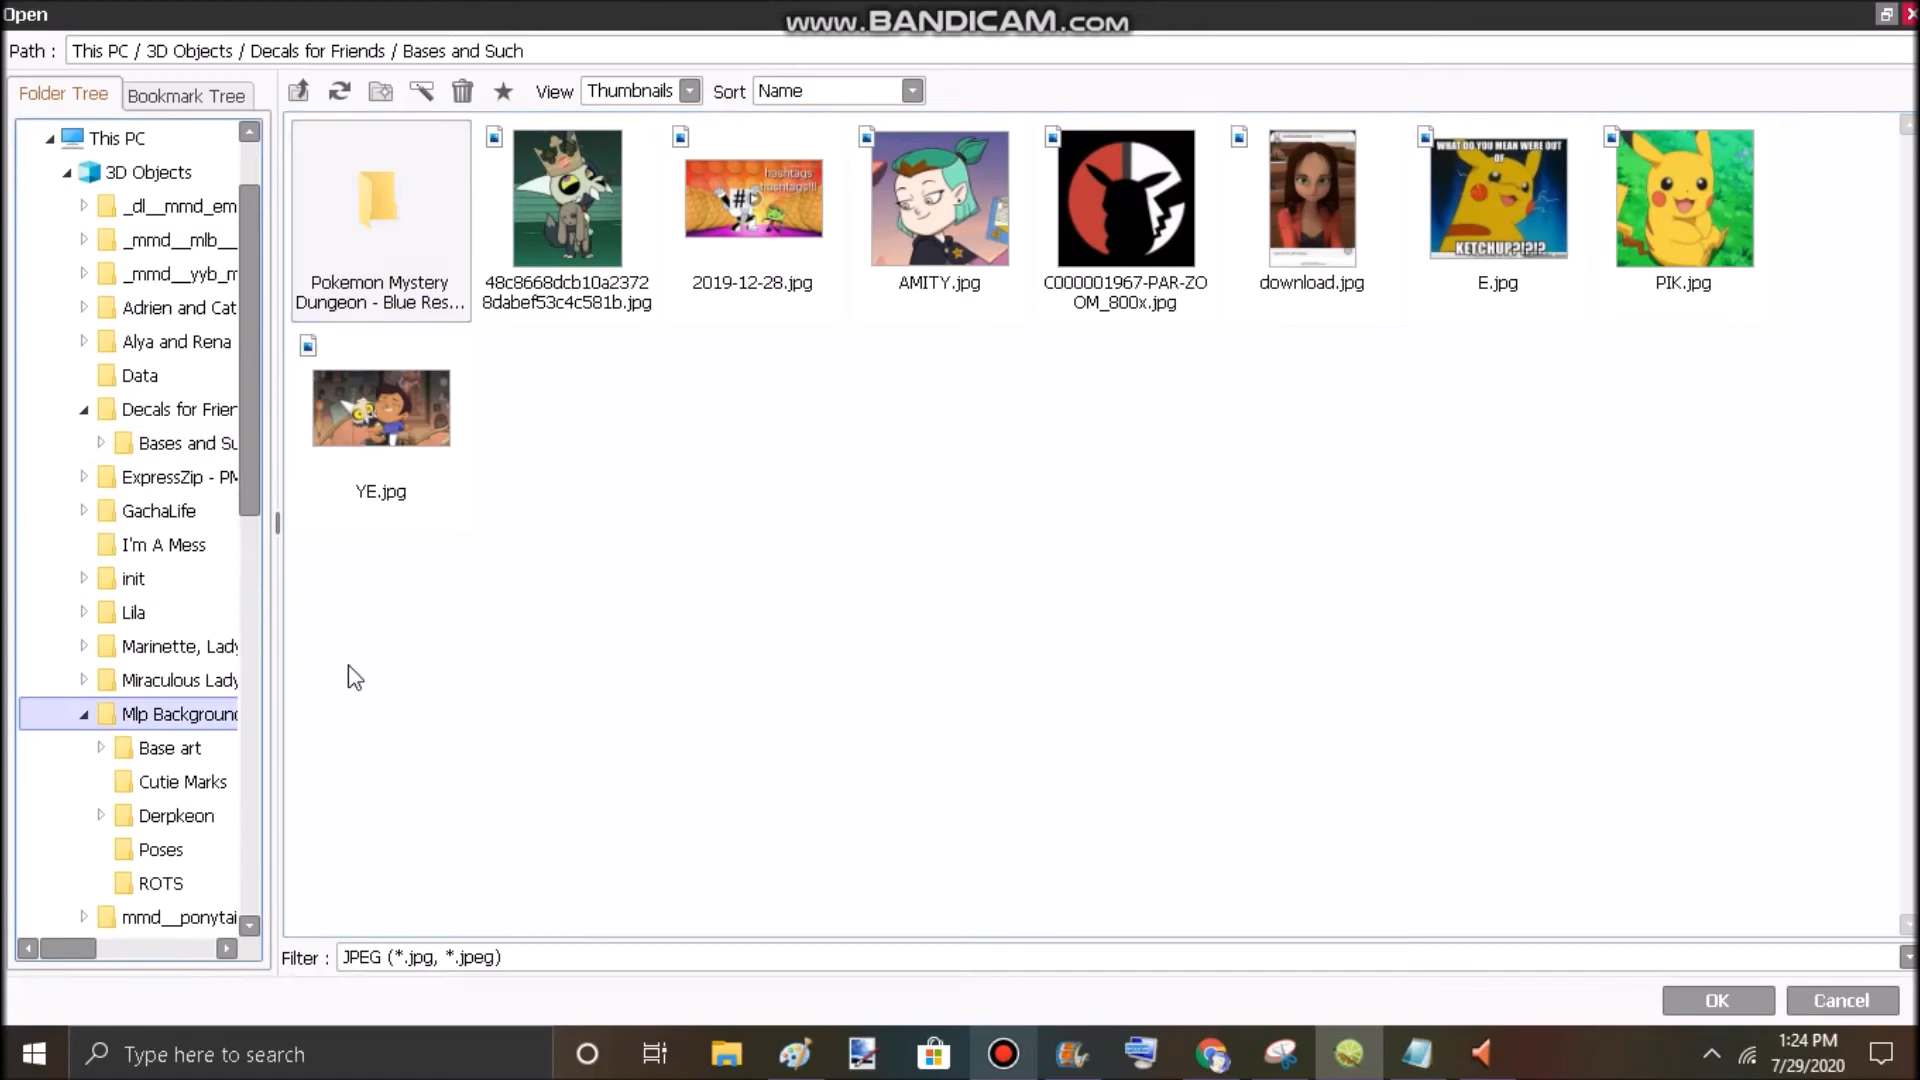 Open
www.BANDICAM.com
Path : This PC / 3D Objects / Decals for Friends / Bases and Such
Folder Tree
Bookmark Tree
View Thumbnails
Sort Name
This PC
3D Objects
_dl__mmd_em
_mmd__mlb__
_mmd__yyb_m
Adrien and Cat
Alya and Rena
Data
Decals for Frier
Bases and Su
ExpressZip - PM
GachaLife
I'm A Mess
init
Lila
Marinette, Lady
Miraculous Lady
Mlp Background
Base art
Cutie Marks
Derpkeon
Poses
ROTS
mmd__ponytai
Pokemon Mystery
Dungeon - Blue Res...
48c8668dcb10a2372
8dabef53c4c581b.jpg
hashtags
hashtags!!!
#
2019-12-28.jpg
AMITY.jpg
C000001967-PAR-ZO
OM_800x.jpg
download.jpg
WHAT DO YOU MEAN WERE OUT
OF
KETCHUP?!?!?
E.jpg
PIK.jpg
YE.jpg
Filter : JPEG (*.jpg, *.jpeg)
OK
Cancel
Type here to search
1:24 PM
7/29/2020